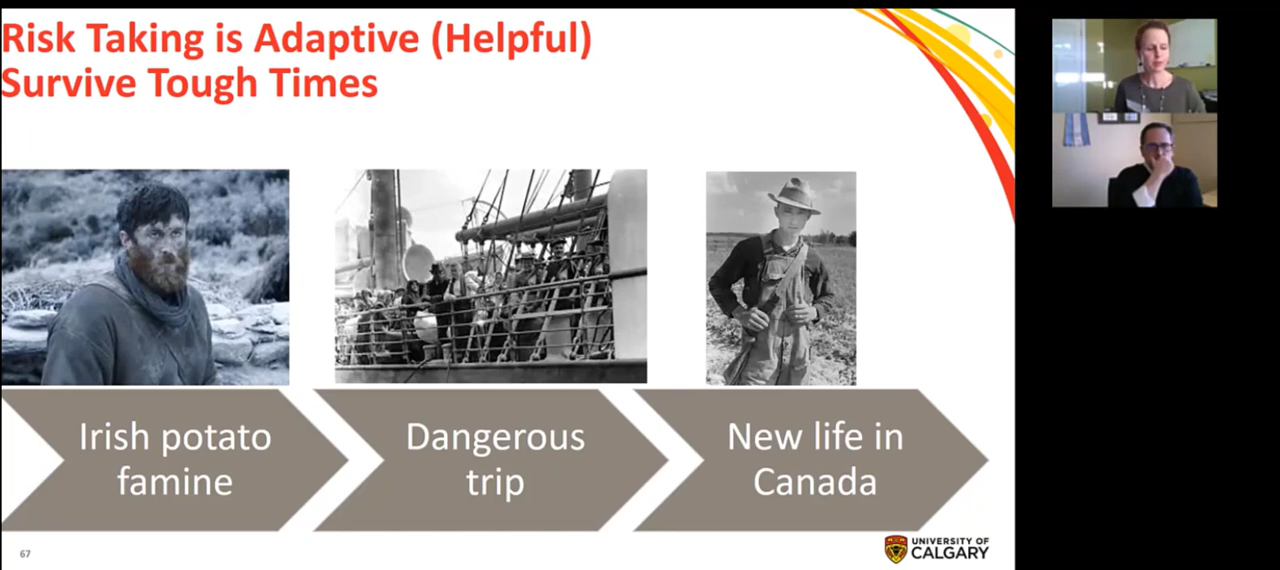 Risk Taking is Adaptive (Helpful)
Survive Tough Times
Irish potato
famine
Dangerous
trip
New life in
Canada
67
UNIVERSITY OF
CALGARY